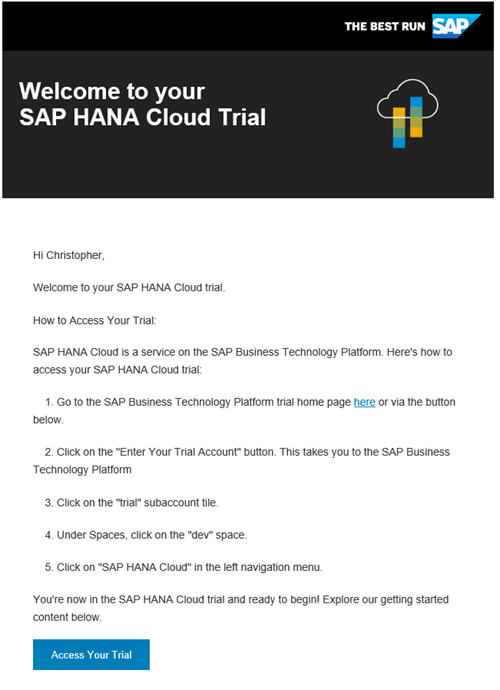 THE BEST RUN SAP
Welcome to your
SAP HANA Cloud Trial
Hi Christopher,
Welcome to your SAP HANA Cloud trial.
How to Access Your Trial:
SAP HANA Cloud is a service on the SAP Business Technology Platform. Here's how to
access your SAP HANA Cloud trial:
1. Go to the SAP Business Technology Platform trial home page here or via the button
below.
2. Click on the "Enter Your Trial Account" button. This takes you to the SAP Business
Technology Platform
3. Click on the "trial" subaccount tile.
4. Under Spaces, click on the "dev" space.
5. Click on "SAP HANA Cloud" in the left navigation menu.
You're now in the SAP HANA Cloud trial and ready to begin! Explore our getting started
content below.
Access Your Trial